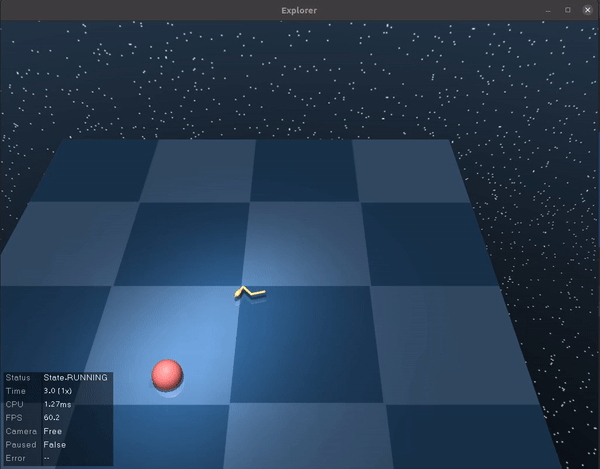 Explorer
Status State.RUNNING
Time 3.0 (1x)
CPU 1.27ms
FPS 60.2
Camera Free
Paused False
Error --